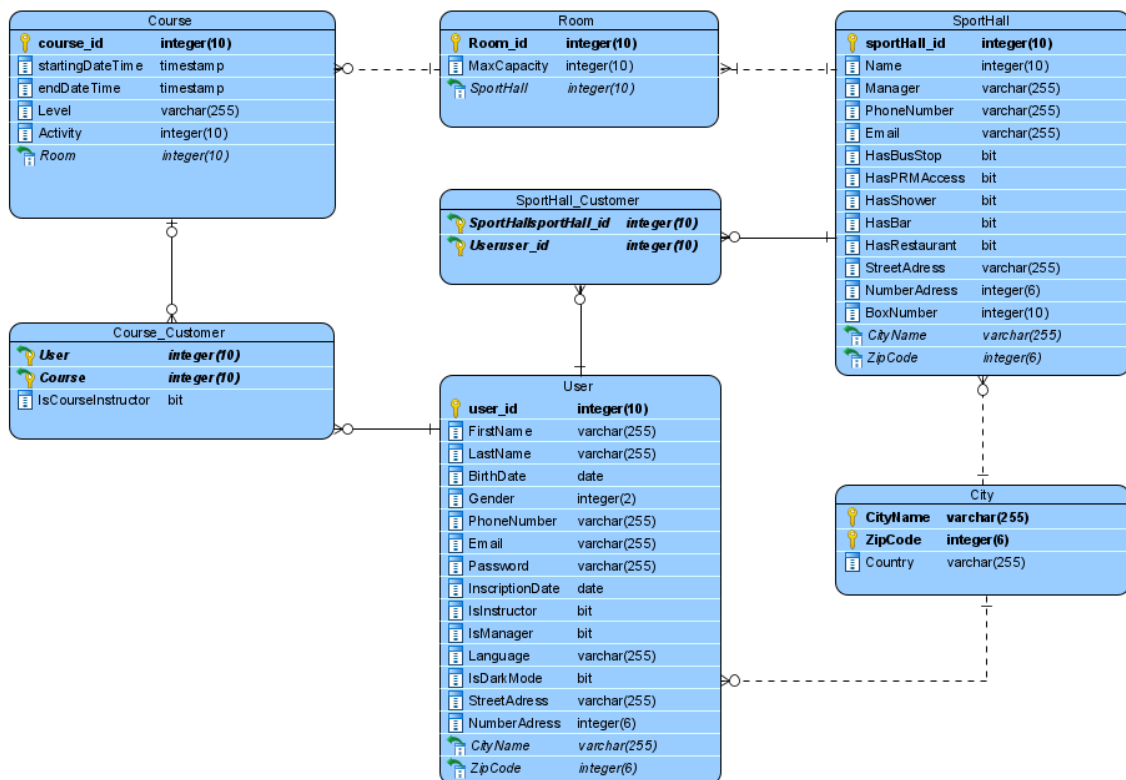 Course
course_id integer(10)
startingDateTime timestamp
endDateTime timestamp
Level varchar(255)
Activity integer(10)
Room integer(10)
Room
Room_id integer(10)
MaxCapacity integer(10)
SportHall integer(10)
SportHall
sportHall_id integer(10)
Name integer(10)
Manager varchar(255)
PhoneNumber varchar(255)
Email varchar(255)
HasBusStop bit
HasPRMAccess bit
HasShower bit
HasBar bit
HasRestaurant bit
StreetAdress varchar(255)
NumberAdress integer(6)
BoxNumber integer(10)
CityName varchar(255)
ZipCode integer(6)
SportHall_Customer
SportHallsportHall_id integer(10)
Useruser_id integer(10)
Course_Customer
User integer(10)
Course integer(10)
IsCourseInstructor bit
User
user_id integer(10)
FirstName varchar(255)
LastName varchar(255)
BirthDate date
Gender integer(2)
PhoneNumber varchar(255)
Email varchar(255)
Password varchar(255)
InscriptionDate date
IsInstructor bit
IsManager bit
Language varchar(255)
IsDarkMode bit
StreetAdress varchar(255)
NumberAdress integer(6)
CityName varchar(255)
ZipCode integer(6)
City
CityName varchar(255)
ZipCode integer(6)
Country varchar(255)